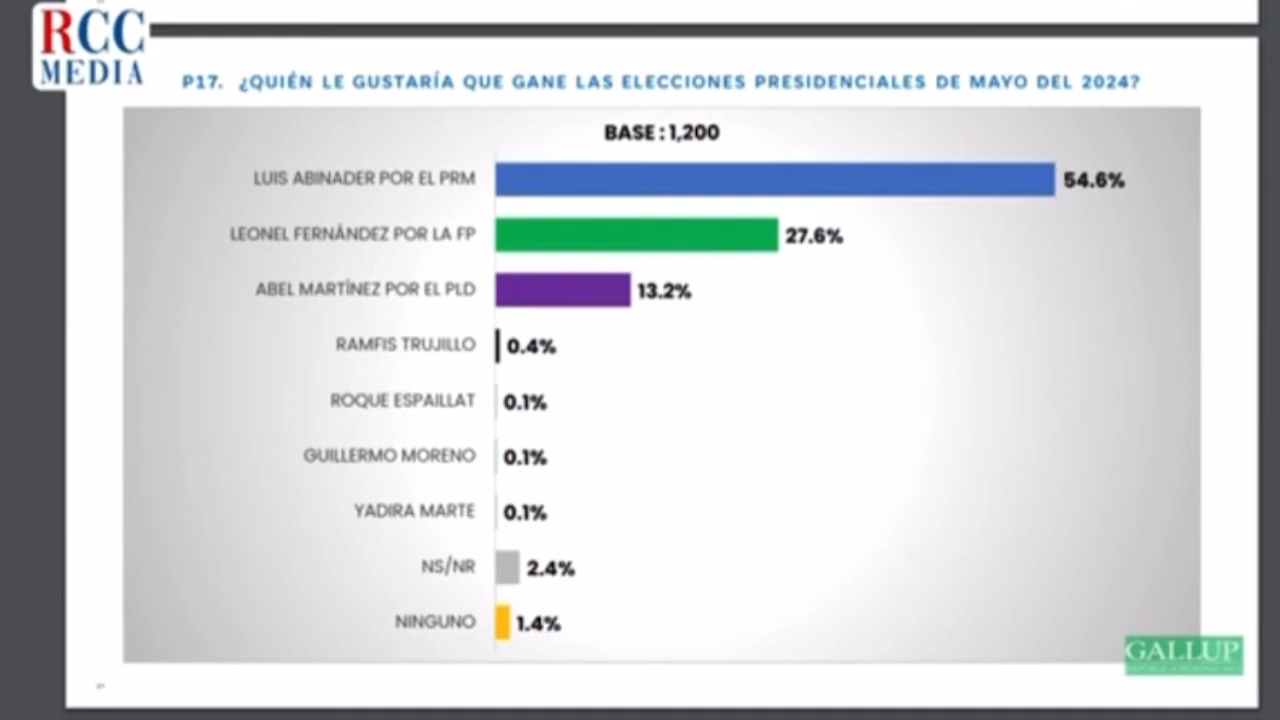 RCC
MEDIA
P17. ¿QUIÉN LE GUSTARÍA QUE GANE LAS ELECCIONES PRESIDENCIALES DE MAYO DEL 2024?
BASE : 1,200
LUIS ABINADER POR EL PRM 54.6%
LEONEL FERNÁNDEZ POR LA FP 27.6%
ABEL MARTÍNEZ POR EL PLD 13.2%
RAMFIS TRUJILLO 0.4%
ROQUE ESPAILLAT 0.1%
GUILLERMO MORENO 0.1%
YADIRA MARTE 0.1%
NS/NR 2.4%
NINGUNO 1.4%
GALLUP